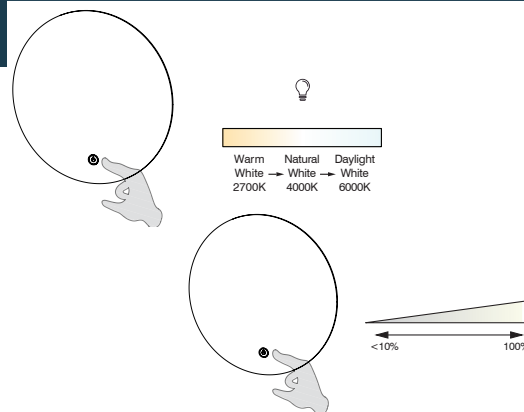 Warm Natural Daylight
White → White → White
2700K 4000K 6000K
<10% 100%